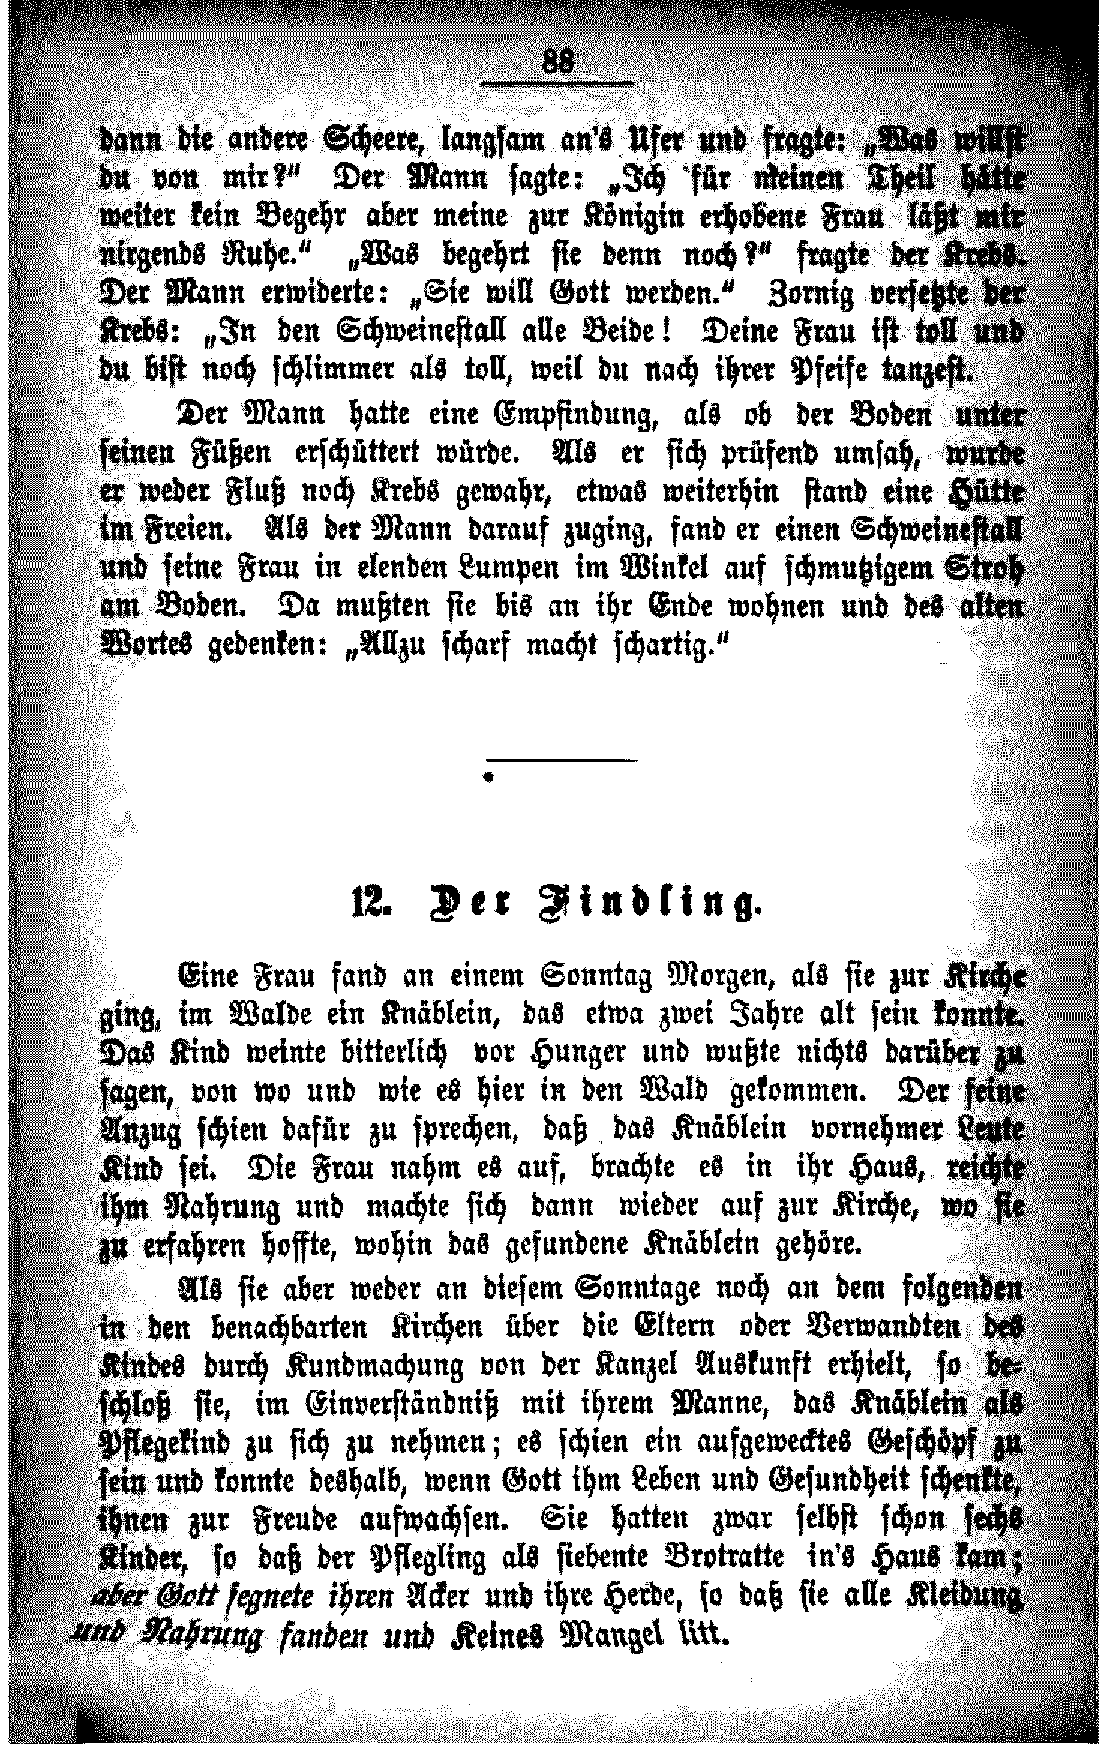 88
dann die andere Scheere, langsam an's Ufer und fragte: „Was willst
du von mir?“ Der Mann sagte: „Ich für meinen Theil hätte
weiter kein Begehr aber meine zur Königin erhobene Frau läßt mir
nirgends Ruhe.“ „Was begehrt sie denn noch?“ fragte der Krebs.
Der Mann erwiderte: „Sie will Gott werden.“ Zornig versetzte der
Krebs: „In den Schweinestall alle Beide! Deine Frau ist toll und
du bist noch schlimmer als toll, weil du nach ihrer Pfeife tanzest.
Der Mann hatte eine Empfindung, als ob der Boden unter
seinen Füßen erschüttert würde. Als er sich prüfend umsah, wurde
er weder Fluß noch Krebs gewahr, etwas weiterhin stand eine Hütte
im Freien. Als der Mann darauf zuging, fand er einen Schweinestall
und seine Frau in elenden Lumpen im Winkel auf schmutzigem Stroh
am Boden. Da mußten sie bis an ihr Ende wohnen und des alten
Wortes gedenken: „Allzu scharf macht schartig.“
12. Der Findling.
Eine Frau fand an einem Sonntag Morgen, als sie zur Kirche
ging, im Walde ein Knäblein, das etwa zwei Jahre alt sein konnte.
Das Kind weinte bitterlich vor Hunger und wußte nichts darüber zu
sagen, von wo und wie es hier in den Wald gekommen. Der feine
Anzug schien dafür zu sprechen, daß das Knäblein vornehmer Leute
Kind sei. Die Frau nahm es auf, brachte es in ihr Haus, reichte
ihm Nahrung und machte sich dann wieder auf zur Kirche, wo sie
zu erfahren hoffte, wohin das gefundene Knäblein gehöre.
Als sie aber weder an diesem Sonntage noch an dem folgenden
in den benachbarten Kirchen über die Eltern oder Verwandten des
Kindes durch Kundmachung von der Kanzel Auskunft erhielt, so be-
schloß sie, im Einverständniß mit ihrem Manne, das Knäblein als
Pflegekind zu sich zu nehmen; es schien ein aufgewecktes Geschöpf zu
sein und konnte deshalb, wenn Gott ihm Leben und Gesundheit schenkte,
ihnen zur Freude aufwachsen. Sie hatten zwar selbst schon sechs
Kinder, so daß der Pflegling als siebente Brotratte in's Haus kam;
aber Gott segnete ihren Acker und ihre Herde, so daß sie alle Kleidung
und Nahrung fanden und Keines Mangel litt.